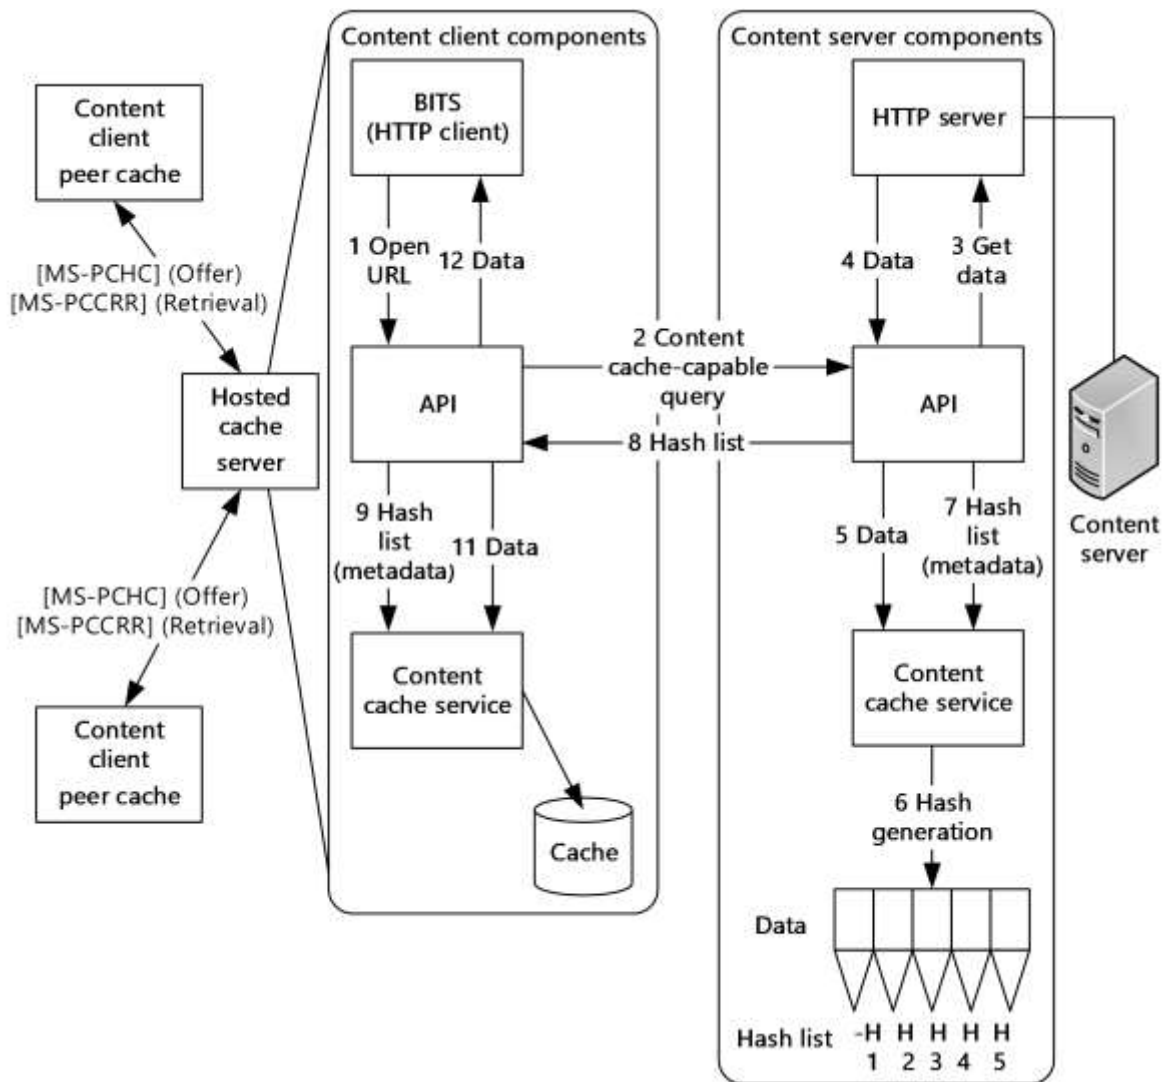 Content client components
Content server components
Content
client
peer cache
BITS
(HTTP client)
HTTP server
[MS-PCHC] (Offer)
[MS-PCCRR] (Retrieval)
1 Open
URL
12 Data
4 Data
3 Get
data
2 Content
cache-capable
query
Hosted
cache
server
API
API
8 Hash list
9 Hash
list
(metadata)
11 Data
5 Data
7 Hash
list
(metadata)
Content
server
[MS-PCHC] (Offer)
[MS-PCCRR] (Retrieval)
Content
cache service
Content
cache service
Content
client
peer cache
6 Hash
generation
Cache
Data
Hash list
-H H H H H
1 2 3 4 5